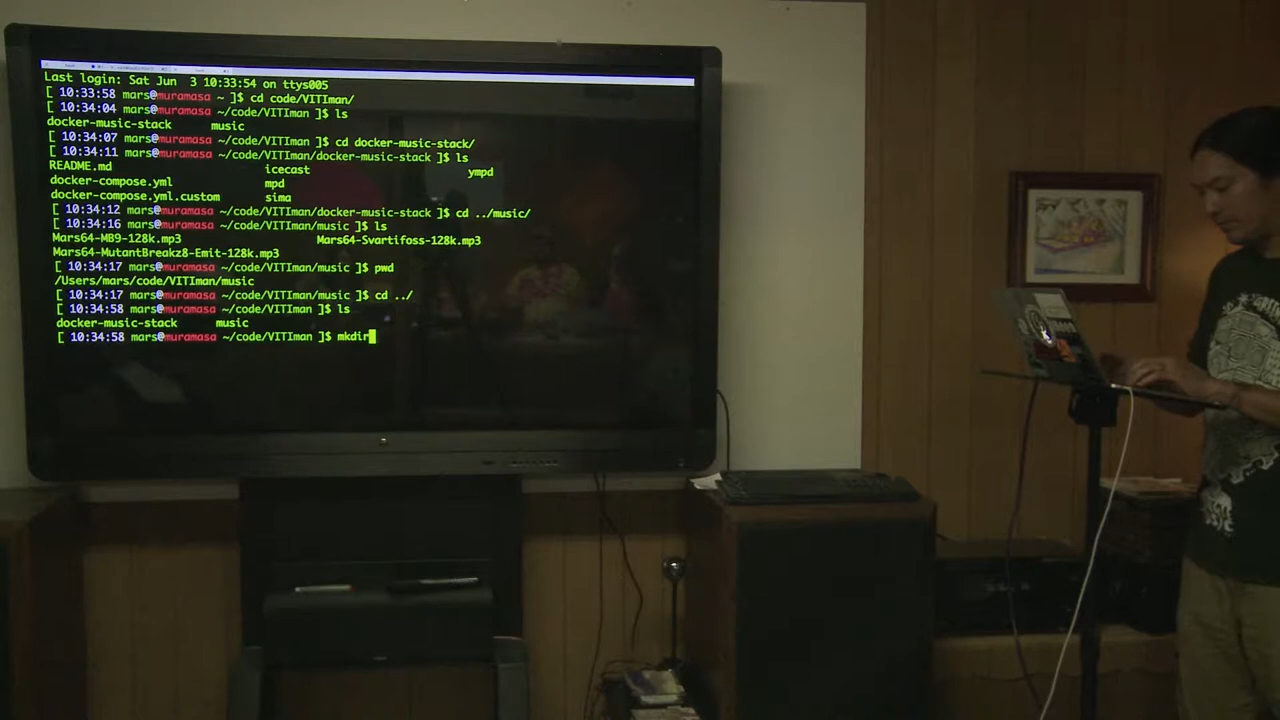 Last login: Sat Jun 3 10:33:54 on ttys005
[ 10:33:58 mars@muramasa ~ ]$ cd code/VITIman/
[ 10:34:04 mars@muramasa ~/code/VITIman ]$ ls
docker-music-stack music
[ 10:34:07 mars@muramasa ~/code/VITIman ]$ cd docker-music-stack/
[ 10:34:11 mars@muramasa ~/code/VITIman/docker-music-stack ]$ ls
README.md icecast ympd
docker-compose.yml mpd
docker-compose.yml.custom sima
[ 10:34:12 mars@muramasa ~/code/VITIman/docker-music-stack ]$ cd ../music/
[ 10:34:16 mars@muramasa ~/code/VITIman/music ]$ ls
Mars64-MB9-128k.mp3 Mars64-Svartifoss-128k.mp3
Mars64-MutantBreakz8-Emit-128k.mp3
[ 10:34:17 mars@muramasa ~/code/VITIman/music ]$ pwd
/Users/mars/code/VITIman/music
[ 10:34:17 mars@muramasa ~/code/VITIman/music ]$ cd ../
[ 10:34:58 mars@muramasa ~/code/VITIman ]$ ls
docker-music-stack music
[ 10:34:58 mars@muramasa ~/code/VITIman ]$ mkdir